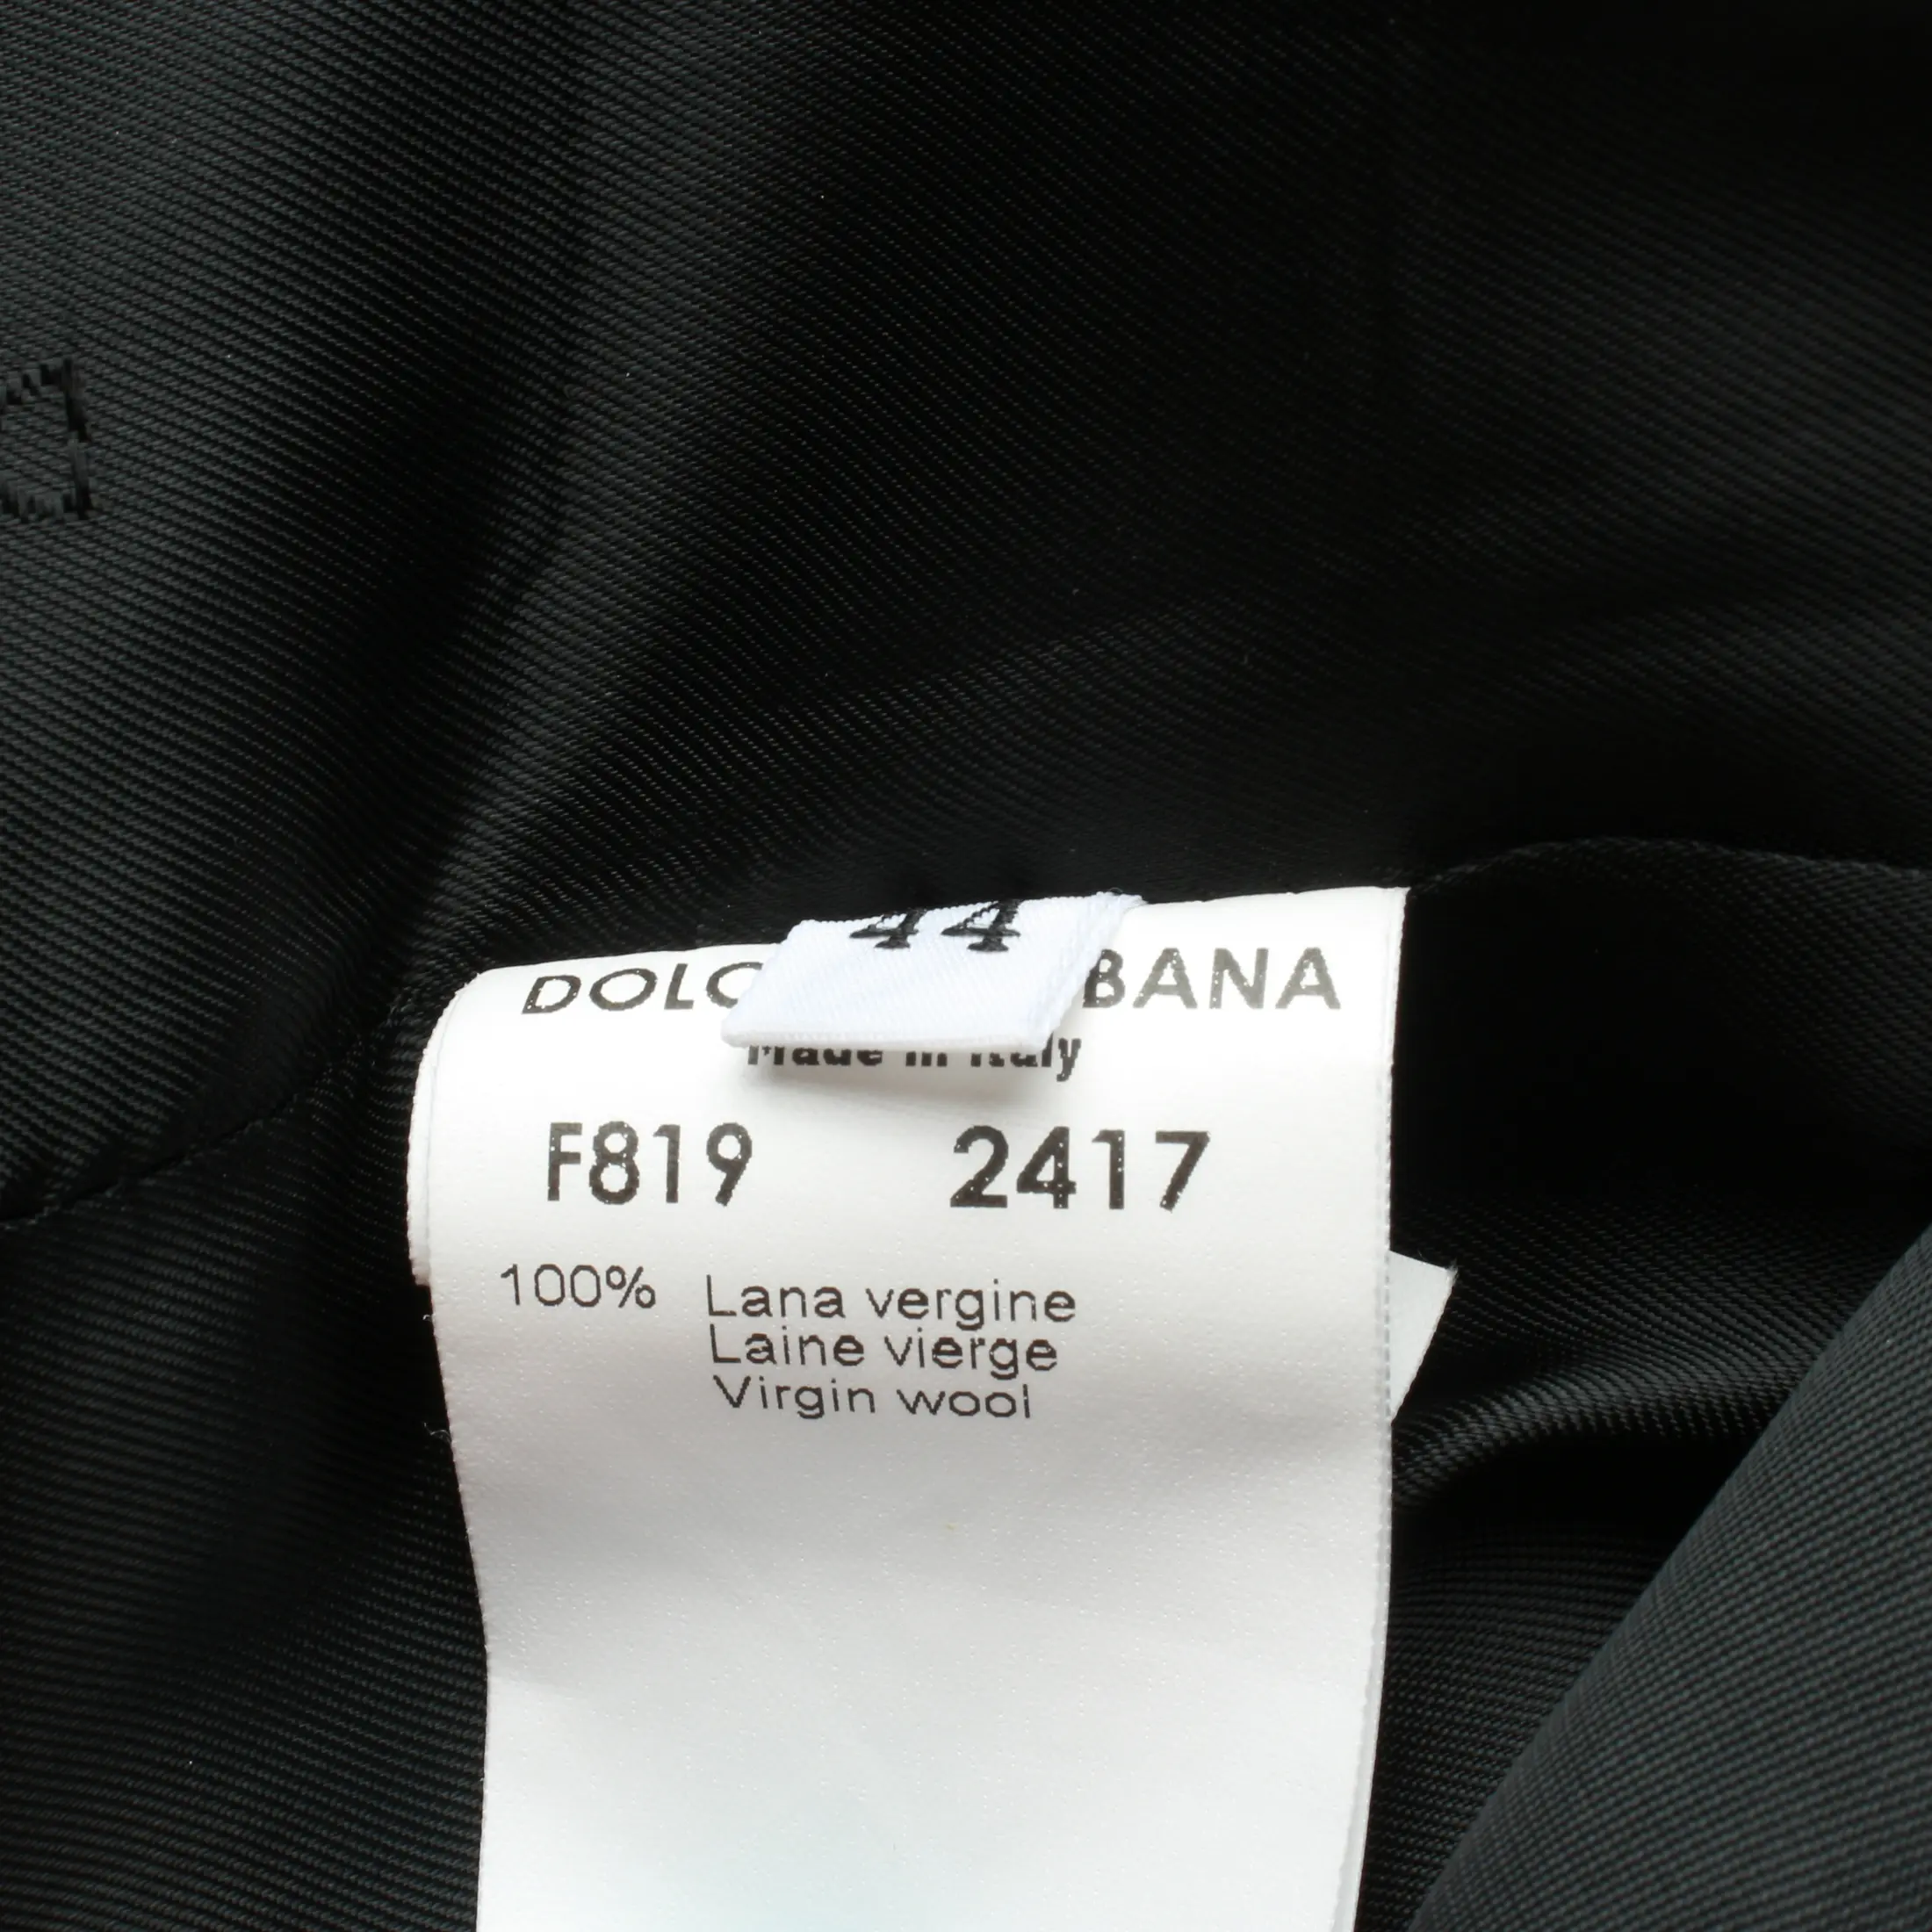 44
DOLC BANA
Made in Italy
F819 2417
100% Lana vergine
Laine vierge
Virgin wool